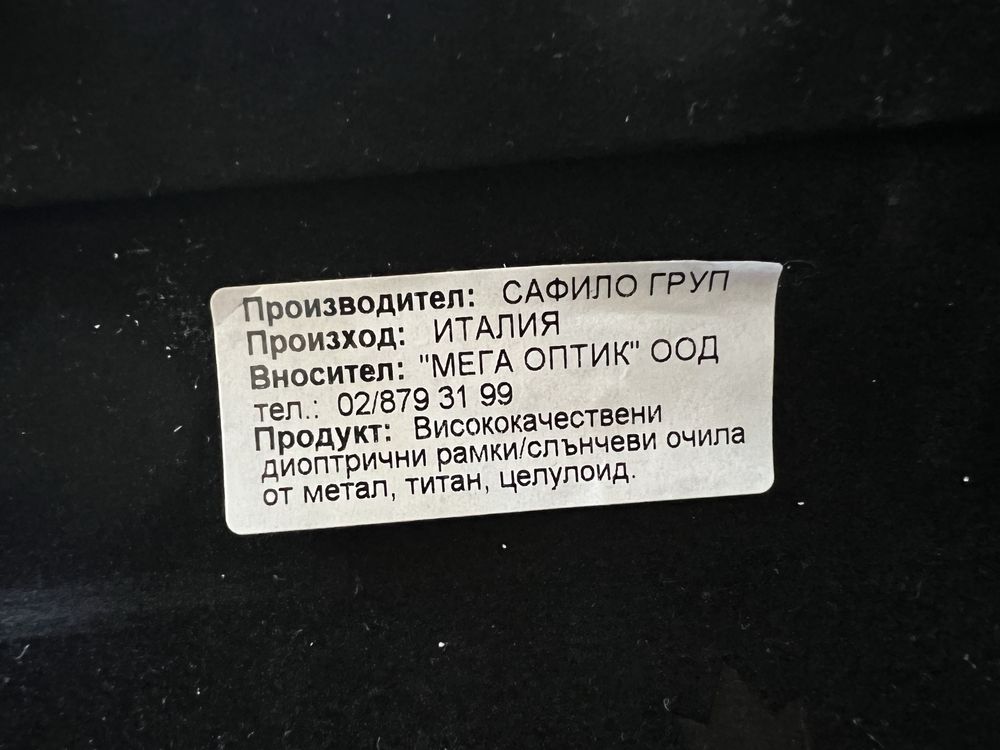 Производител: САФИЛО ГРУП
Произход: ИТАЛИЯ
Вносител: "МЕГА ОПТИК" ООД
тел.: 02/879 31 99
Продукт: Висококачествени
диоптрични рамки/слънчеви очила
от метал, титан, целулоид.